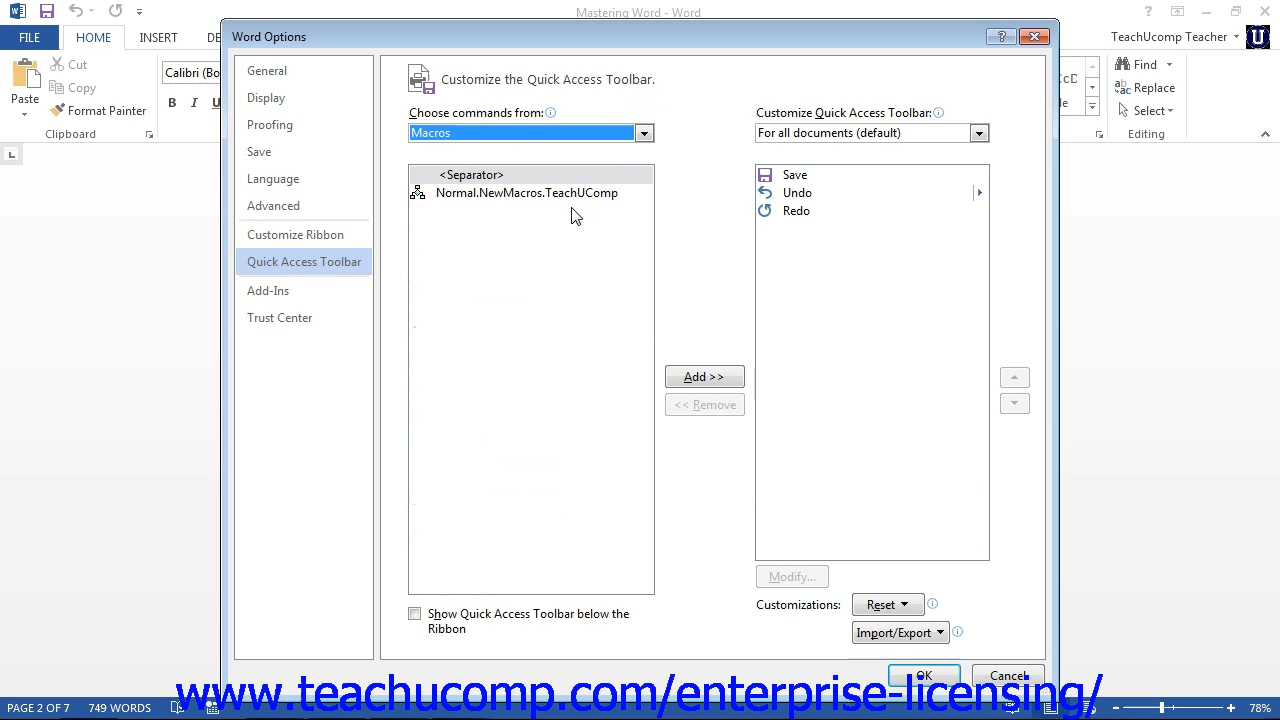 Mastering Word - Word
FILE
HOME
INSERT
DE
TeachUcomp Teacher
Word Options
Cut
Copy
Paste
Format Painter
Clipboard
Calibri (Bo
B
I
U
Find
Replace
Select
Editing
General
Display
Proofing
Save
Language
Advanced
Customize Ribbon
Quick Access Toolbar
Add-Ins
Trust Center
Customize the Quick Access Toolbar.
Choose commands from:
Macros
<Separator>
Normal.NewMacros.TeachUComp
Show Quick Access Toolbar below the
Ribbon
Add >>
<< Remove
Customize Quick Access Toolbar:
For all documents (default)
Save
Undo
Redo
Modify...
Customizations:
Reset
Import/Export
OK
Cancel
www.teachucomp.com/enterprise-licensing/
PAGE 2 OF 7
749 WORDS
78%